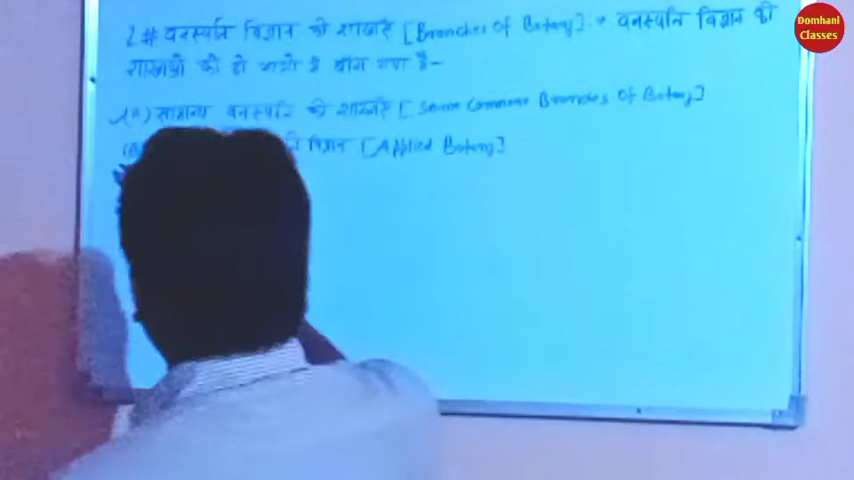 2 # वनस्पति विज्ञान की शाखाएँ [Branches Of Botany] :→ वनस्पति विज्ञान की
शाखाओं को दो भागों में बाँटा गया है-
(A) सामान्य वनस्पति की शाखाएँ [Some Common Branches Of Botany]
विज्ञान [Applied Botany]
Domhani
Classes